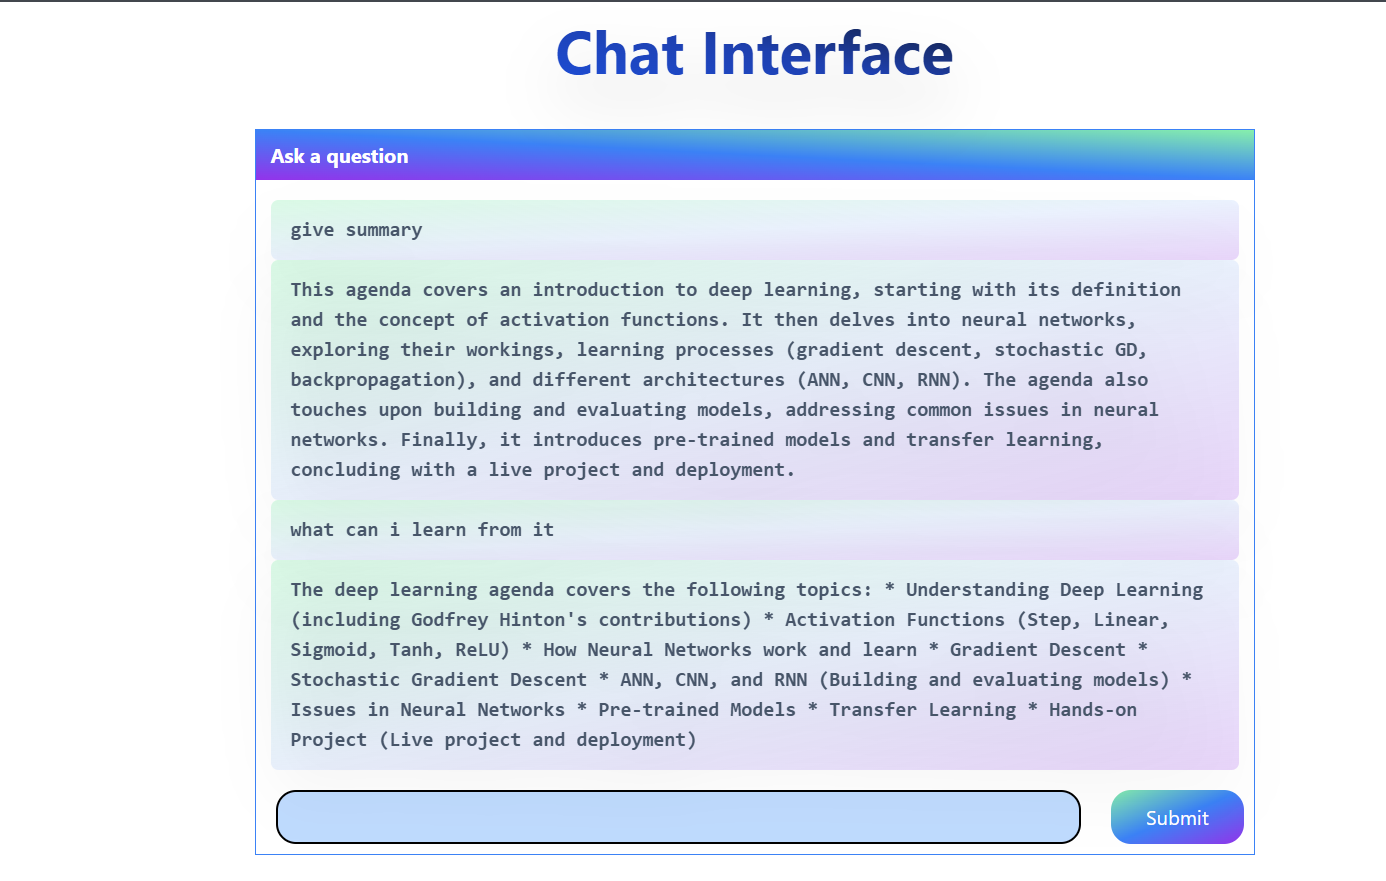 Chat Interface
Ask a question
give summary
This agenda covers an introduction to deep learning, starting with its definition
and the concept of activation functions. It then delves into neural networks,
exploring their workings, learning processes (gradient descent, stochastic GD,
backpropagation), and different architectures (ANN, CNN, RNN). The agenda also
touches upon building and evaluating models, addressing common issues in neural
networks. Finally, it introduces pre-trained models and transfer learning,
concluding with a live project and deployment.
what can i learn from it
The deep learning agenda covers the following topics: * Understanding Deep Learning
(including Godfrey Hinton's contributions) * Activation Functions (Step, Linear,
Sigmoid, Tanh, ReLU) * How Neural Networks work and learn * Gradient Descent *
Stochastic Gradient Descent * ANN, CNN, and RNN (Building and evaluating models) *
Issues in Neural Networks * Pre-trained Models * Transfer Learning * Hands-on
Project (Live project and deployment)
Submit